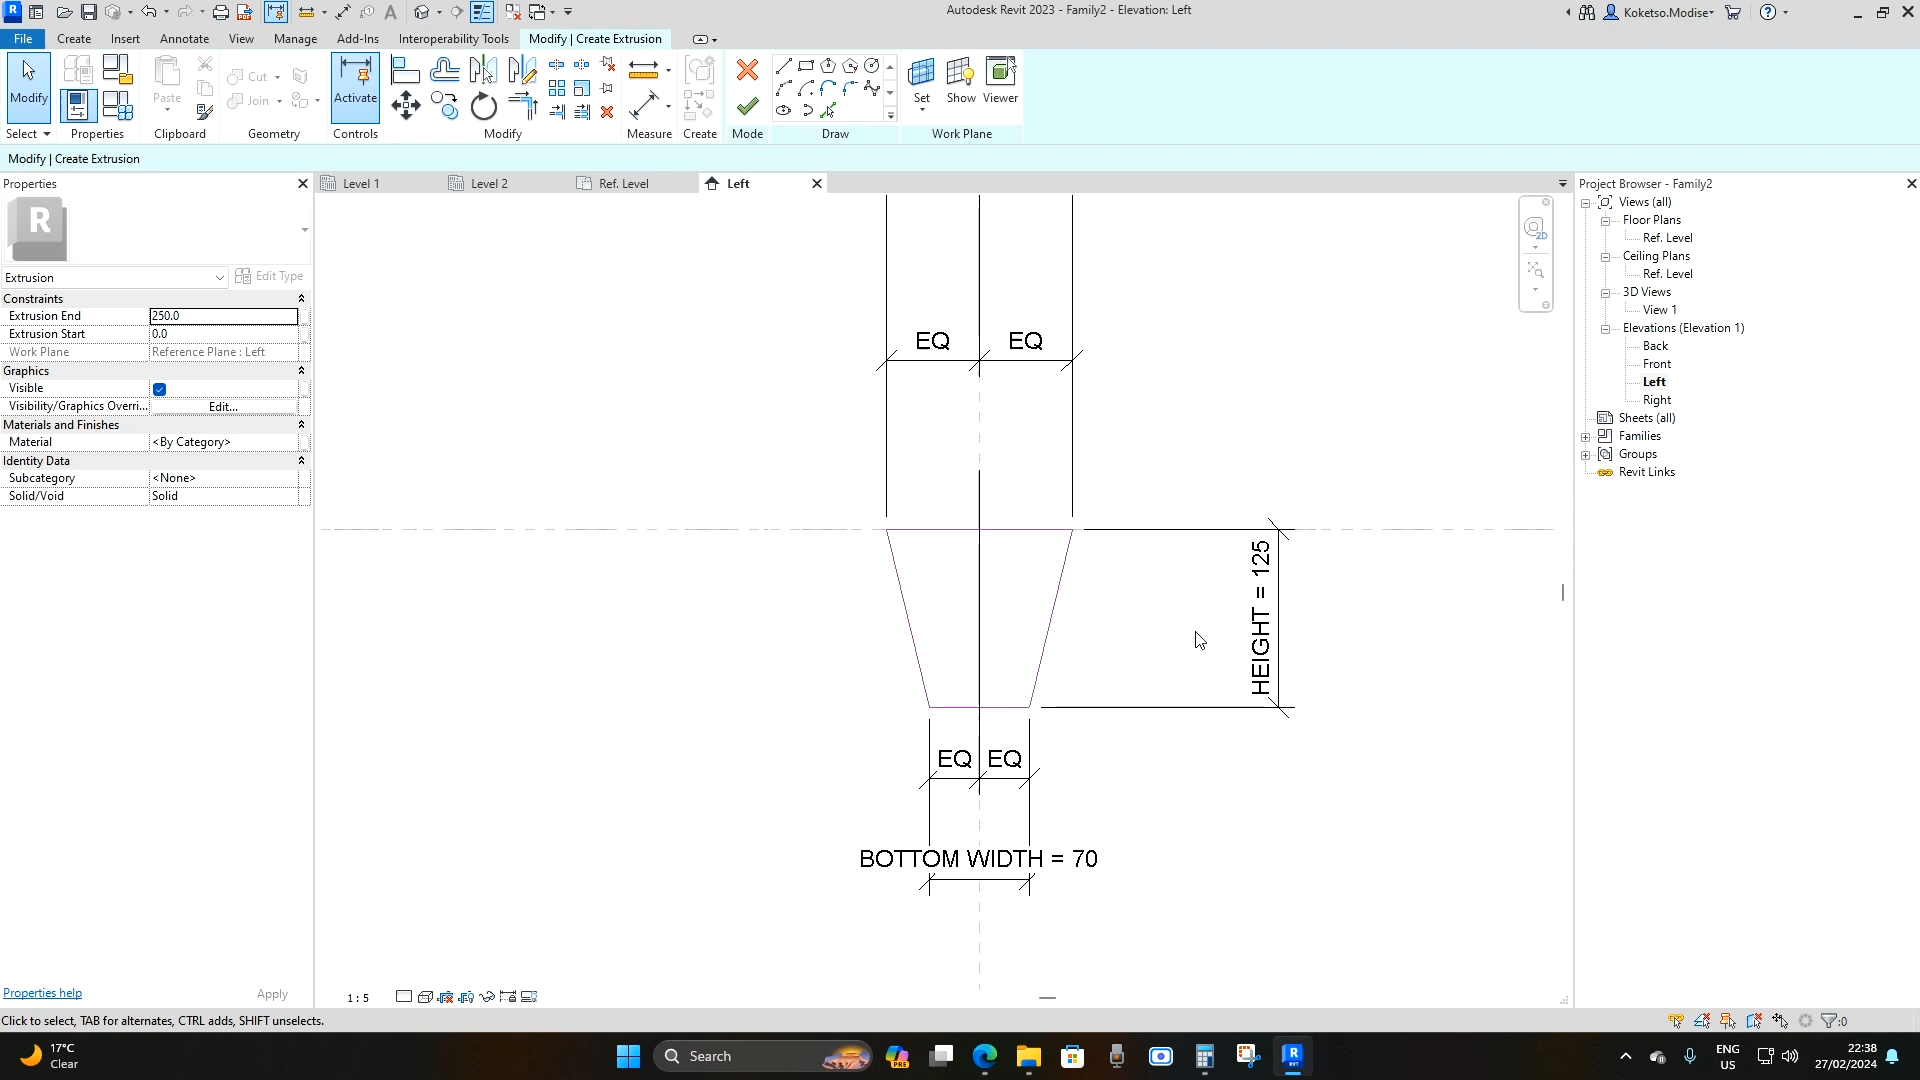 Autodesk Revit 2023 - Family2 - Elevation: Left
Koketso.Modise
File Create Insert Annotate View Manage Add-Ins Interoperability Tools Modify | Create Extrusion
Modify Paste Cut Join Activate Set Show Viewer
Select Properties Clipboard Geometry Controls Modify Measure Create Mode Draw Work Plane
Modify | Create Extrusion
Properties
Level 1 Level 2 Ref. Level Left
Project Browser - Family2
R
Extrusion
Edit Type
Constraints
Extrusion End 250.0
Extrusion Start 0.0
Work Plane Reference Plane : Left
Graphics
Visible
Visibility/Graphics Overri... Edit...
Materials and Finishes
Material <By Category>
Identity Data
Subcategory <None>
Solid/Void Solid
EQ EQ
HEIGHT = 125
EQ EQ
BOTTOM WIDTH = 70
2D
Views (all)
Floor Plans
Ref. Level
Ceiling Plans
Ref. Level
3D Views
View 1
Elevations (Elevation 1)
Back
Front
Left
Right
Sheets (all)
Families
Groups
Revit Links
Properties help
Apply
1 : 5
Click to select, TAB for alternates, CTRL adds, SHIFT unselects.
:0
17°C
Clear
Search
PRE
R
RVT
ENG
US
22:38
27/02/2024